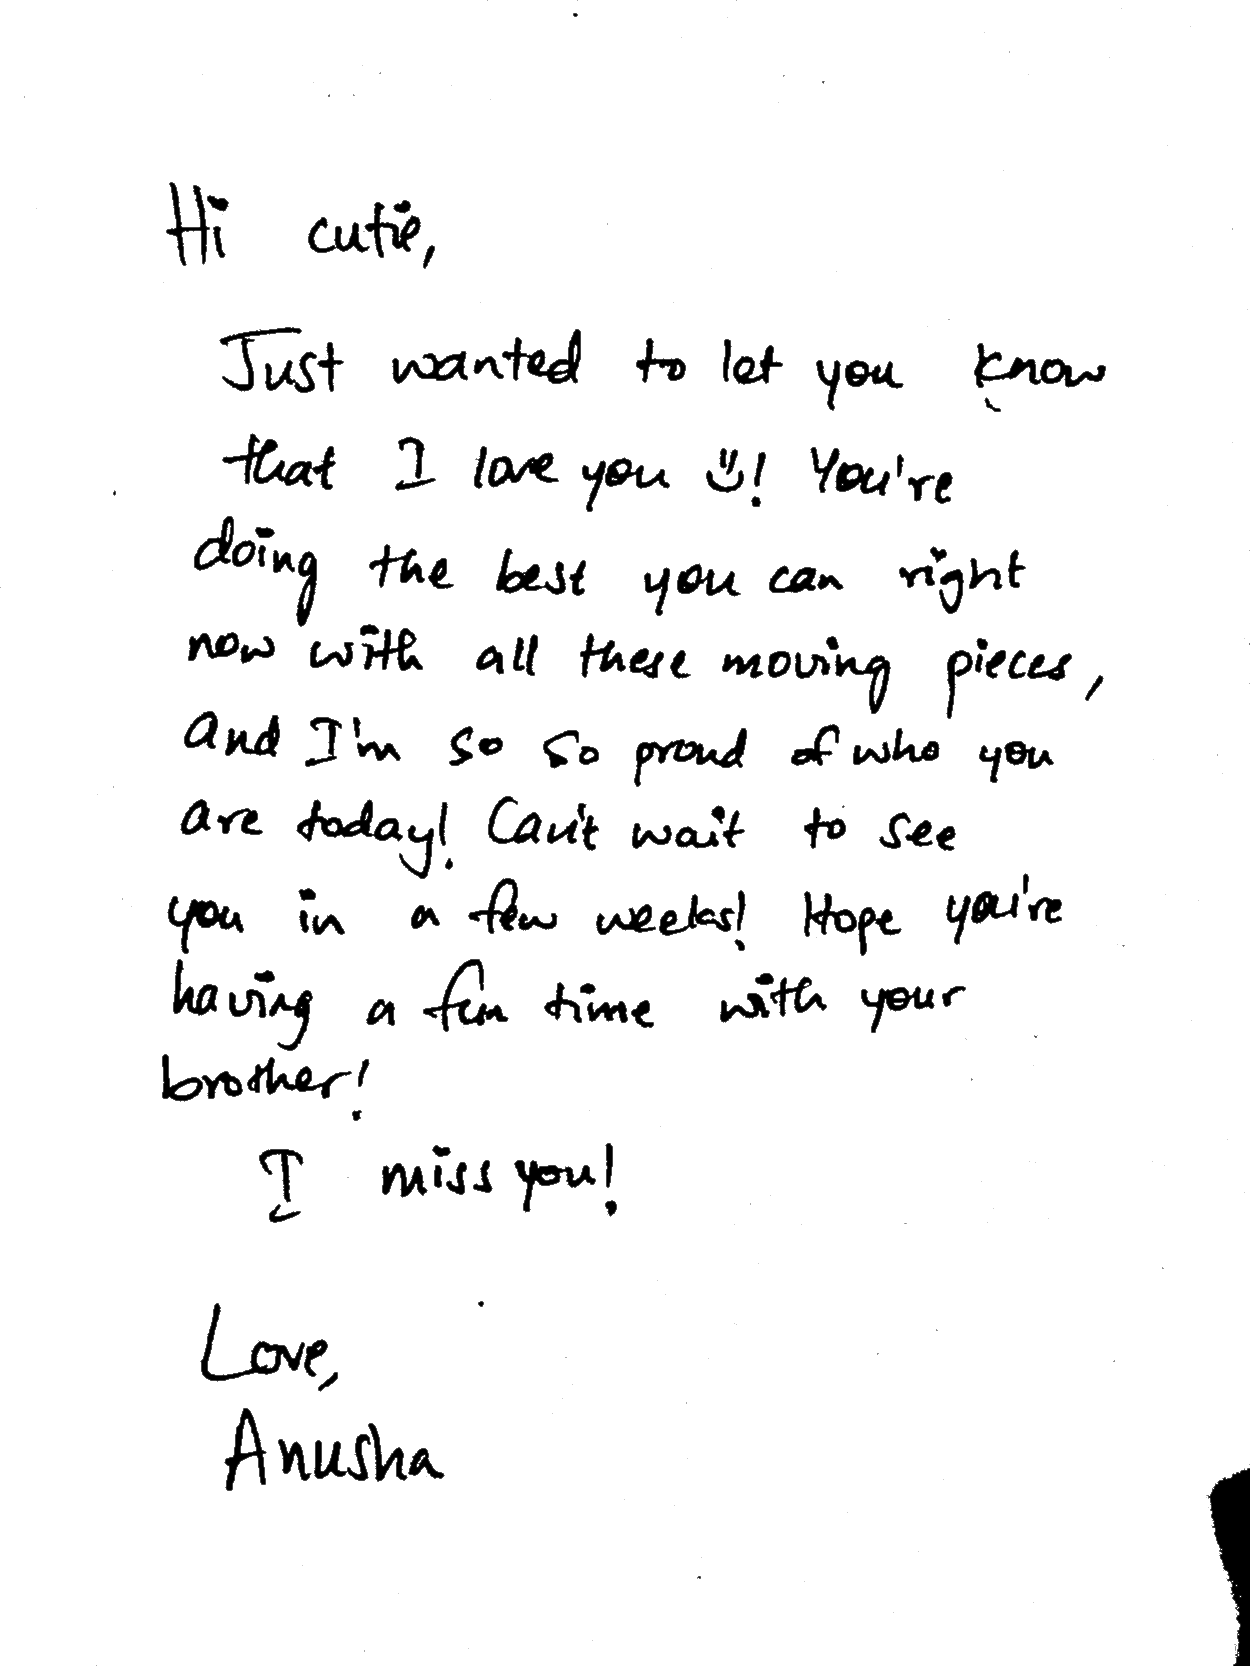 Hi cutie,
Just wanted to let you know
that I love you :)! You're
doing the best you can right
now with all these moving pieces,
and I'm so so proud of who you
are today! Can't wait to see
you in a few weeks! Hope you're
having a fun time with your
brother!
I miss you!
Love,
Anusha